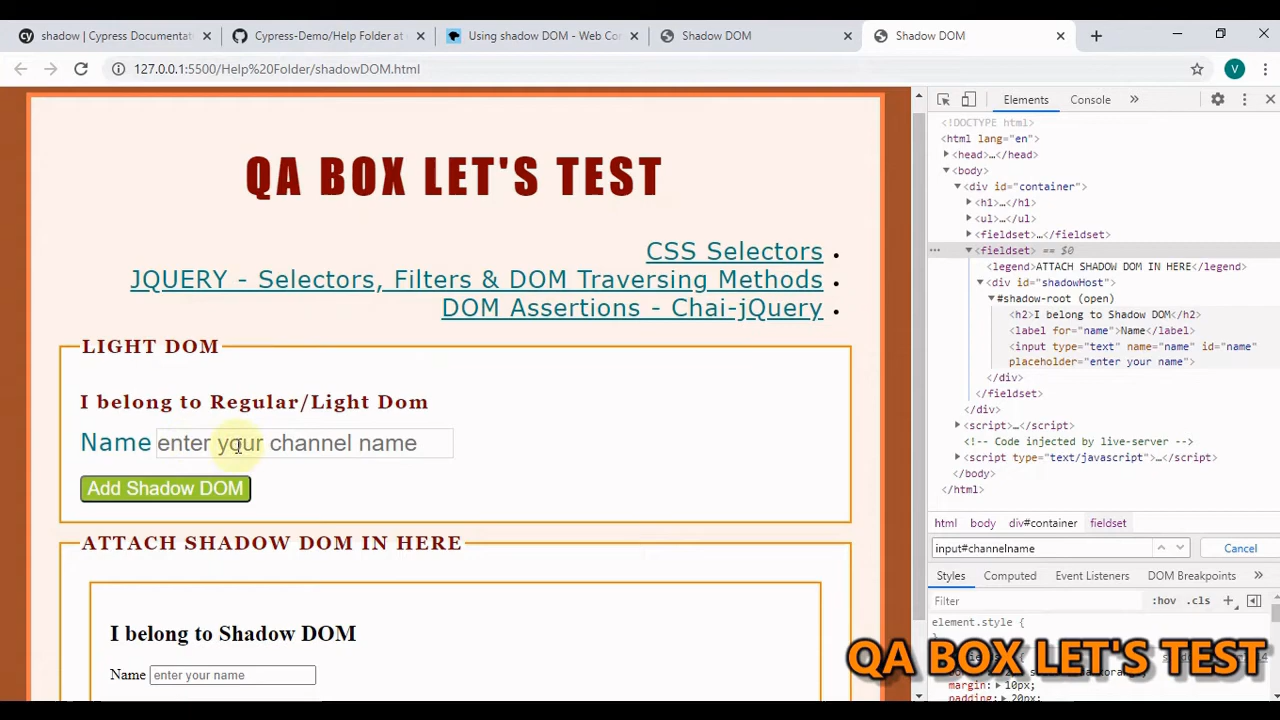 shadow | Cypress Documentat
Cypress-Demo/Help Folder at
Using shadow DOM - Web Co
Shadow DOM
Shadow DOM
127.0.0.1:5500/Help%20Folder/shadowDOM.html
V
QA BOX LET'S TEST
CSS Selectors
JQUERY - Selectors, Filters & DOM Traversing Methods
DOM Assertions - Chai-jQuery
LIGHT DOM
I belong to Regular/Light Dom
Name enter your channel name
Add Shadow DOM
ATTACH SHADOW DOM IN HERE
I belong to Shadow DOM
Name enter your name
Elements Console
<!DOCTYPE html>
<html lang="en">
<head>…</head>
<body>
<div id="container">
<h1>…</h1>
<ul>…</ul>
<fieldset>…</fieldset>
<fieldset> == $0
<legend>ATTACH SHADOW DOM IN HERE</legend>
<div id="shadowHost">
#shadow-root (open)
<h2>I belong to Shadow DOM</h2>
<label for="name">Name</label>
<input type="text" name="name" id="name"
placeholder="enter your name">
</div>
</fieldset>
</div>
<script>…</script>
<!-- Code injected by live-server -->
<script type="text/javascript">…</script>
</body>
</html>
html body div#container fieldset
input#channelname Cancel
Styles Computed Event Listeners DOM Breakpoints
Filter :hov .cls
element.style {
margin: 10px;
QA BOX LET'S TEST